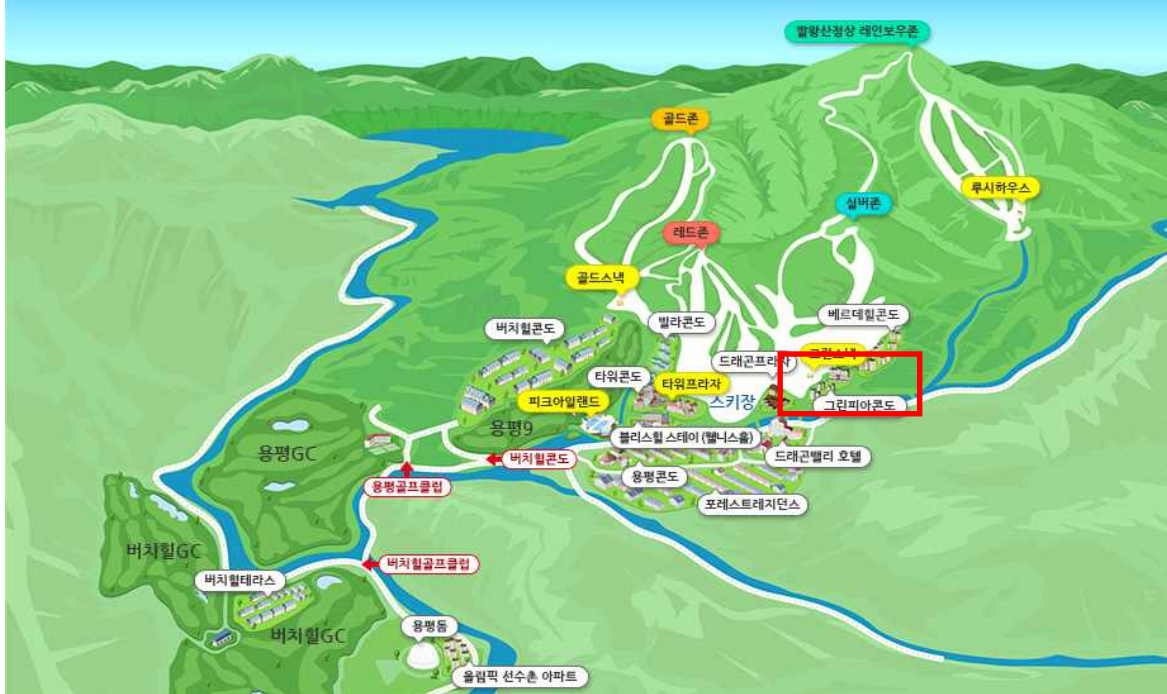 발왕산정상 레인보우존
골드존
루시하우스
실버존
레드존
골드스낵
베르데힐콘도
빌라콘도
버치힐콘도
드래곤프라자
그린스낵
타워콘도
타워프라자
피크아일랜드
스키장
그린피아콘도
용평9
블리스힐 스테이 (웰니스홀)
용평GC
버치힐콘도
드래곤밸리 호텔
용평콘도
용평골프클럽
포레스트레지던스
버치힐GC
버치힐골프클럽
버치힐테라스
용평돔
버치힐GC
올림픽 선수촌 아파트